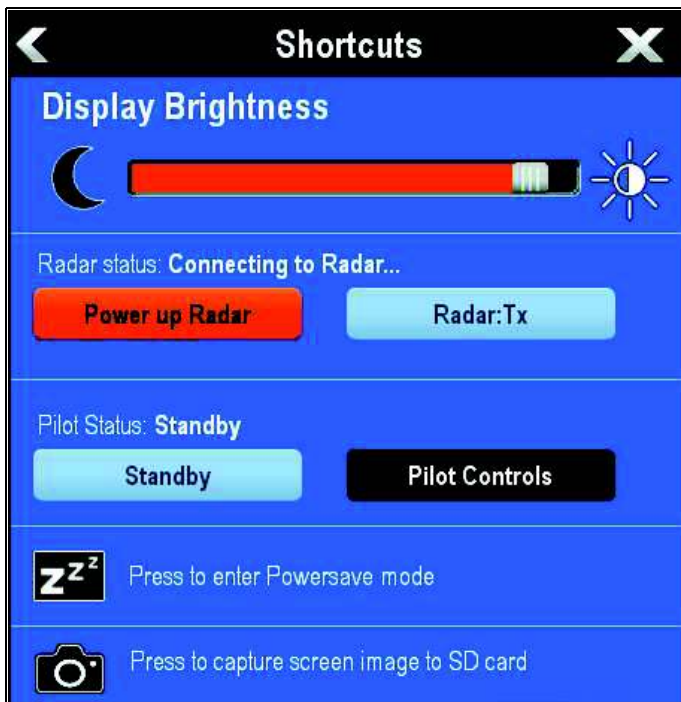 Shortcuts
Display Brightness
Radar status: Connecting to Radar...
Power up Radar
Radar:Tx
Pilot Status: Standby
Standby
Pilot Controls
zzz
Press to enter Powersave mode
Press to capture screen image to SD card